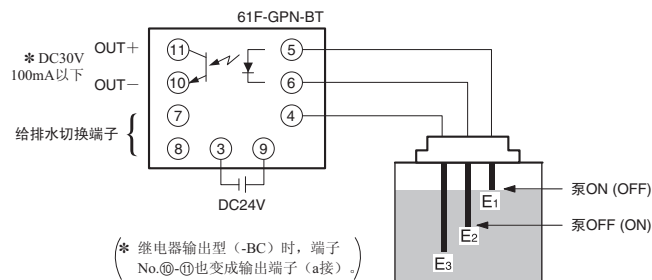 61F-GPN-BT
＊DC30V
100mA以下
OUT＋
OUT－
⑪
⑩
⑦
⑧
③
⑨
⑤
⑥
④
给排水切换端子
DC24V
E1
E2
E3
泵ON (OFF)
泵OFF (ON)
＊ 继电器输出型（-BC）时，端子
No.⑩-⑪也变成输出端子（a接）。